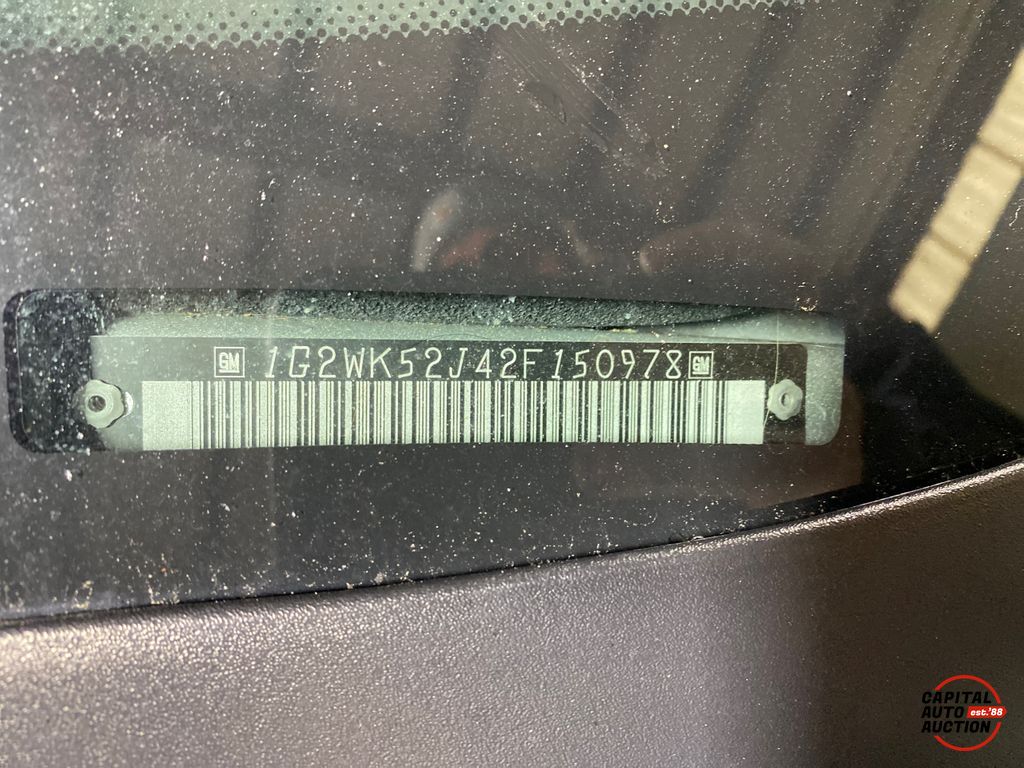 GM 1G2WK52J42F150978 GM
CAPITAL
AUTO est.'88
AUCTION